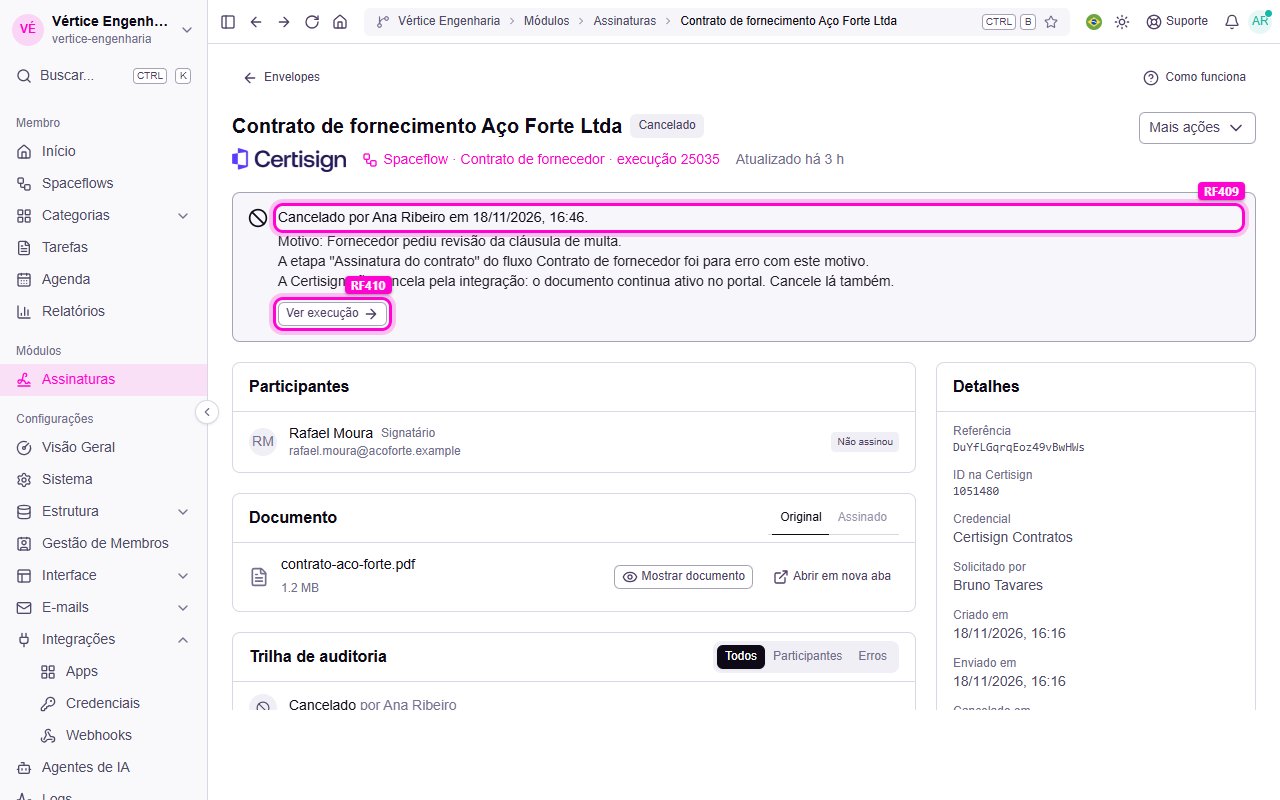 VÉ
Vértice Engenh...
vertice-engenharia
Buscar...
CTRL K
Membro
Início
Spaceflows
Categorias
Tarefas
Agenda
Relatórios
Módulos
Assinaturas
Configurações
Visão Geral
Sistema
Estrutura
Gestão de Membros
Interface
E-mails
Integrações
Apps
Credenciais
Webhooks
Agentes de IA
Logs
Vértice Engenharia > Módulos > Assinaturas > Contrato de fornecimento Aço Forte Ltda
CTRL B
Suporte
AR
Envelopes
Como funciona
Contrato de fornecimento Aço Forte Ltda
Cancelado
Mais ações
Certisign
Spaceflow · Contrato de fornecedor · execução 25035
Atualizado há 3 h
RF409
Cancelado por Ana Ribeiro em 18/11/2026, 16:46.
Motivo: Fornecedor pediu revisão da cláusula de multa.
A etapa "Assinatura do contrato" do fluxo Contrato de fornecedor foi para erro com este motivo.
A Certisign ncela pela integração: o documento continua ativo no portal. Cancele lá também.
RF410
Ver execução
Participantes
RM
Rafael Moura Signatário
rafael.moura@acoforte.example
Não assinou
Documento
Original Assinado
contrato-aco-forte.pdf
1.2 MB
Mostrar documento
Abrir em nova aba
Trilha de auditoria
Todos Participantes Erros
Cancelado por Ana Ribeiro
Detalhes
Referência
DuYfLGqrqEoz49vBwHWs
ID na Certisign
1051480
Credencial
Certisign Contratos
Solicitado por
Bruno Tavares
Criado em
18/11/2026, 16:16
Enviado em
18/11/2026, 16:16
Cancelado em